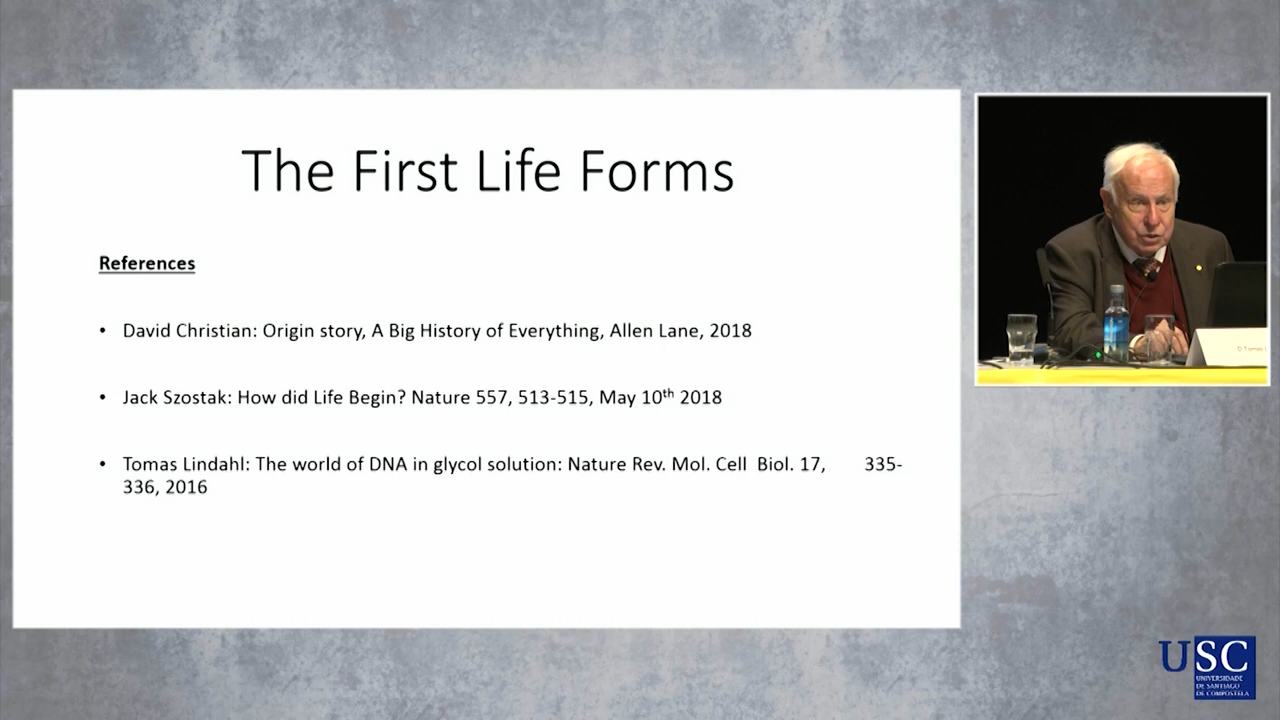 The First Life Forms
References
• David Christian: Origin story, A Big History of Everything, Allen Lane, 2018
• Jack Szostak: How did Life Begin? Nature 557, 513-515, May 10th 2018
• Tomas Lindahl: The world of DNA in glycol solution: Nature Rev. Mol. Cell Biol. 17, 335-
336, 2016
D Tomas
USC
UNIVERSIDADE
DE SANTIAGO
DE COMPOSTELA